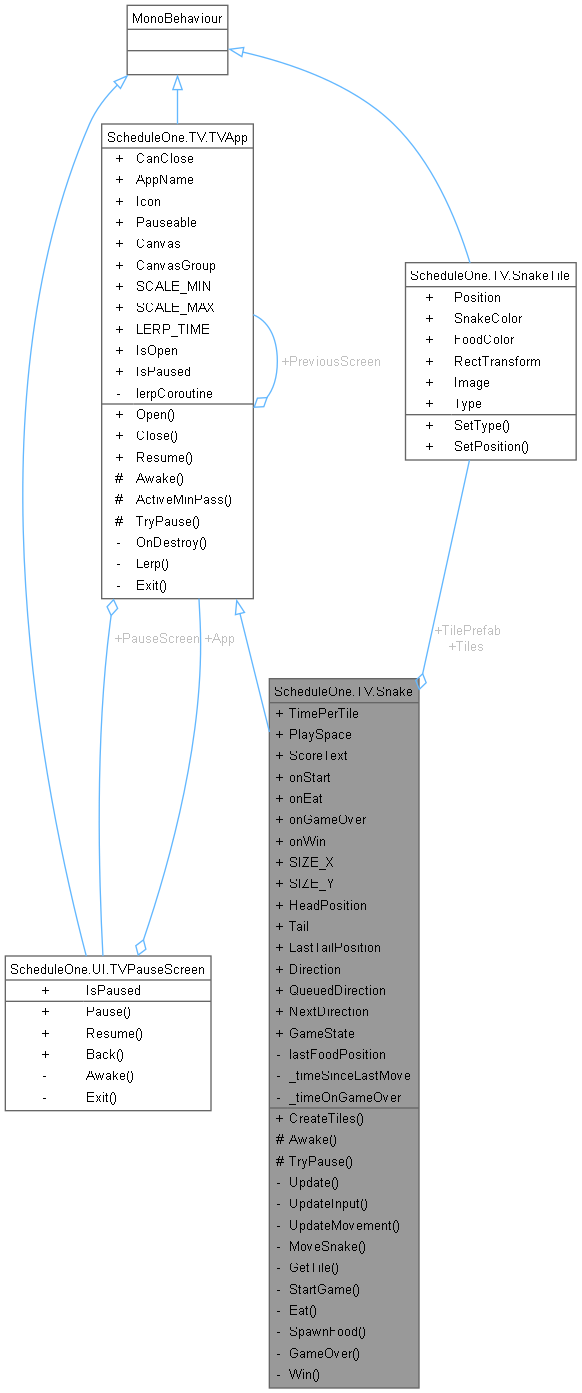 MonoBehaviour
ScheduleOne.TV.TVApp
+ CanClose
+ AppName
+ Icon
+ Pauseable
+ Canvas
+ CanvasGroup
+ SCALE_MIN
+ SCALE_MAX
+ LERP_TIME
+ IsOpen
+ IsPaused
- lerpCoroutine
+ Open()
+ Close()
+ Resume()
# Awake()
# ActiveMinPass()
# TryPause()
- OnDestroy()
- Lerp()
- Exit()
+PreviousScreen
ScheduleOne.TV.SnakeTile
+ Position
+ SnakeColor
+ FoodColor
+ RectTransform
+ Image
+ Type
+ SetType()
+ SetPosition()
+PauseScreen
+App
+TilePrefab
+Tiles
ScheduleOne.TV.Snake
+ TimePerTile
+ PlaySpace
+ ScoreText
+ onStart
+ onEat
+ onGameOver
+ onWin
+ SIZE_X
+ SIZE_Y
+ HeadPosition
+ Tail
+ LastTailPosition
+ Direction
+ QueuedDirection
+ NextDirection
+ GameState
- lastFoodPosition
- _timeSinceLastMove
- _timeOnGameOver
+ CreateTiles()
# Awake()
# TryPause()
- Update()
- UpdateInput()
- UpdateMovement()
- MoveSnake()
- GetTile()
- StartGame()
- Eat()
- SpawnFood()
- GameOver()
- Win()
ScheduleOne.UI.TVPauseScreen
+ IsPaused
+ Pause()
+ Resume()
+ Back()
- Awake()
- Exit()